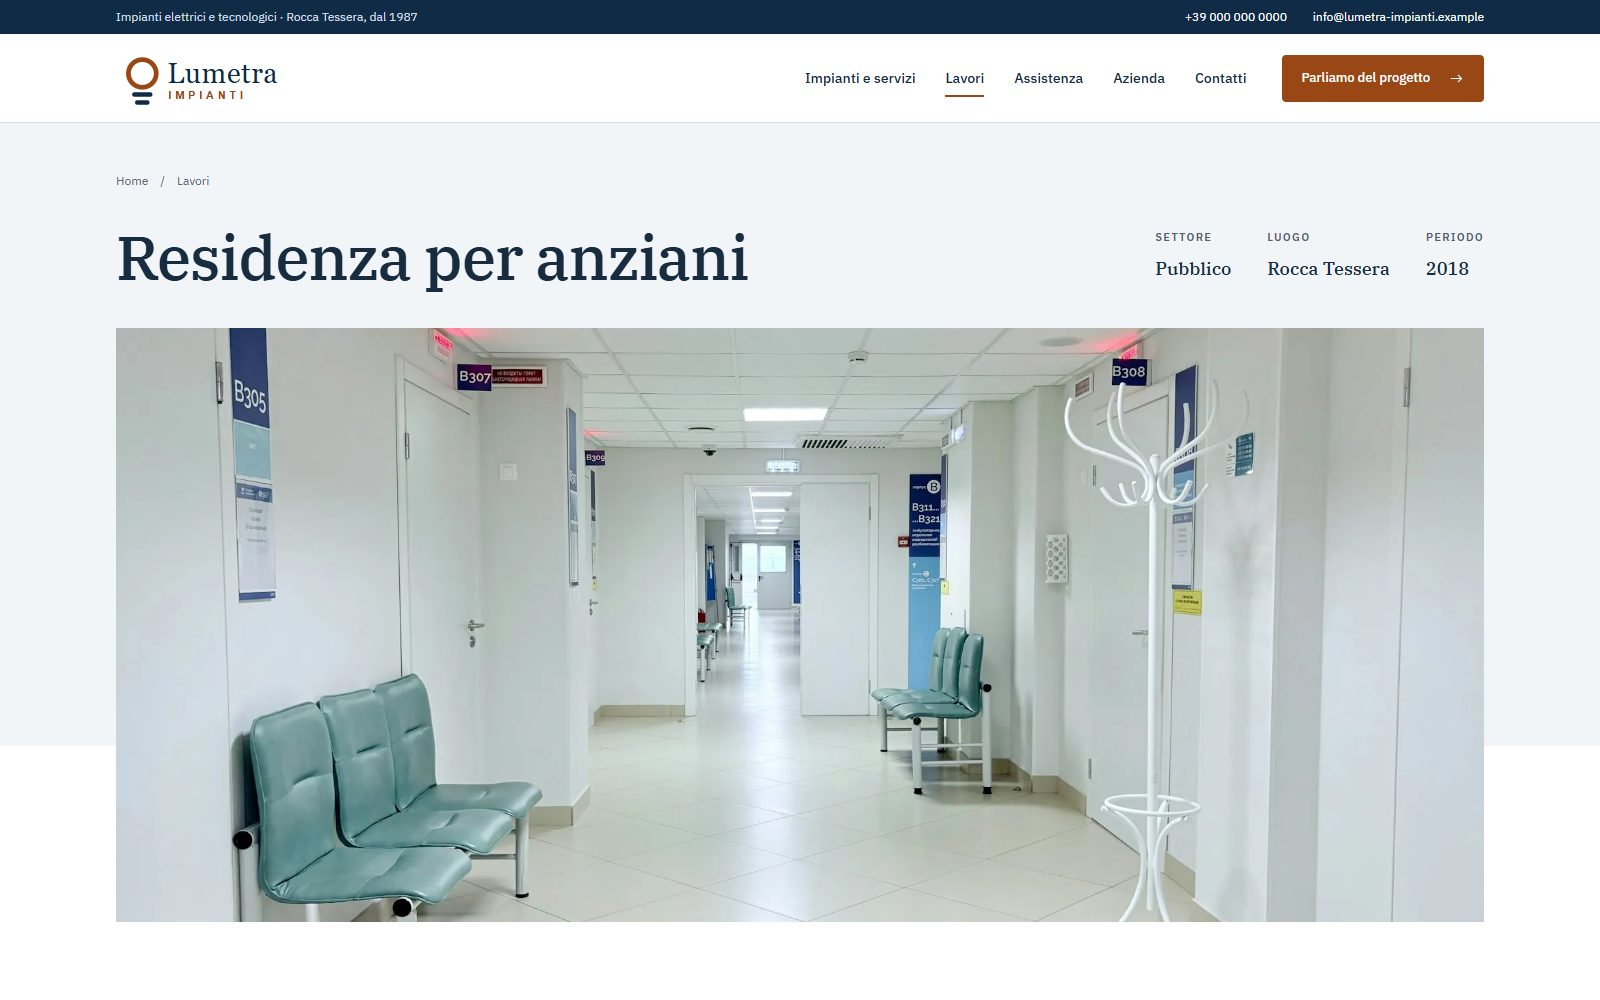 Impianti elettrici e tecnologici · Rocca Tessera, dal 1987
+39 000 000 0000
info@lumetra-impianti.example
Lumetra
IMPIANTI
Impianti e servizi
Lavori
Assistenza
Azienda
Contatti
Parliamo del progetto →
Home / Lavori
Residenza per anziani
SETTORE
Pubblico
LUOGO
Rocca Tessera
PERIODO
2018
B305
B307
B309
B308
B
B311...
...B321